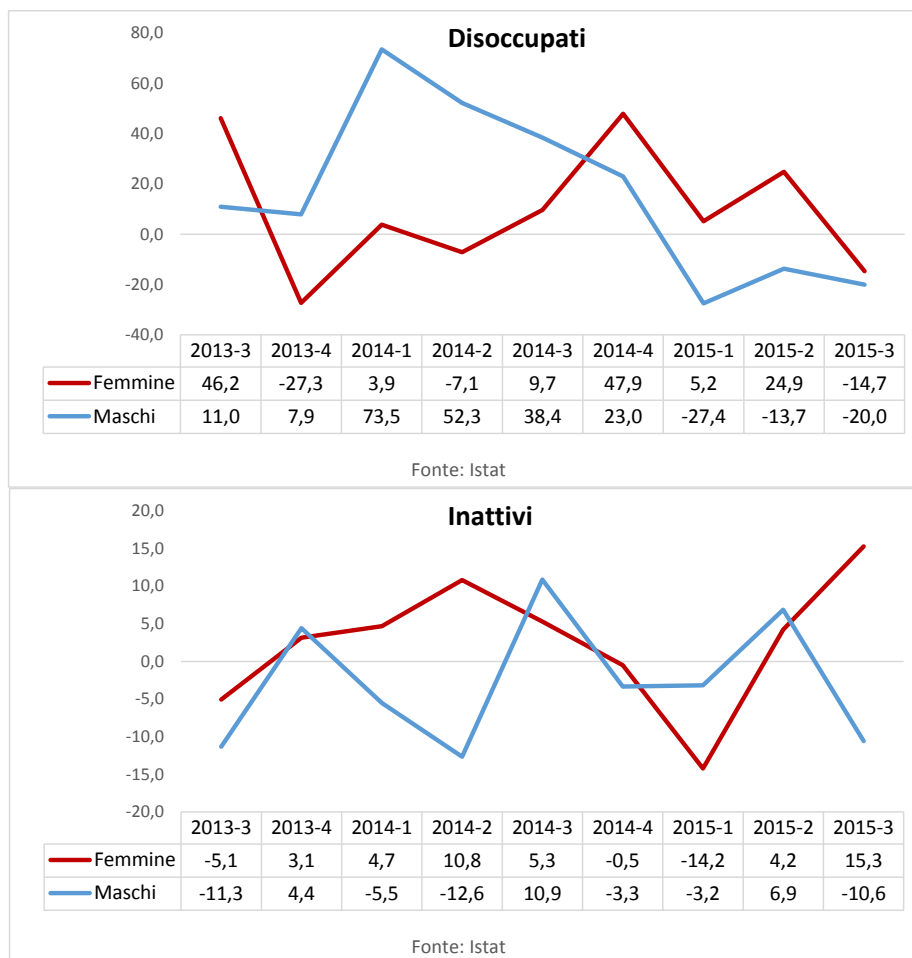 Disoccupati
80,0
60,0
40,0
20,0
0,0
-20,0
-40,0
2013-3 2013-4 2014-1 2014-2 2014-3 2014-4 2015-1 2015-2 2015-3
Femmine 46,2 -27,3 3,9 -7,1 9,7 47,9 5,2 24,9 -14,7
Maschi 11,0 7,9 73,5 52,3 38,4 23,0 -27,4 -13,7 -20,0
Fonte: Istat
Inattivi
20,0
15,0
10,0
5,0
0,0
-5,0
-10,0
-15,0
-20,0
2013-3 2013-4 2014-1 2014-2 2014-3 2014-4 2015-1 2015-2 2015-3
Femmine -5,1 3,1 4,7 10,8 5,3 -0,5 -14,2 4,2 15,3
Maschi -11,3 4,4 -5,5 -12,6 10,9 -3,3 -3,2 6,9 -10,6
Fonte: Istat